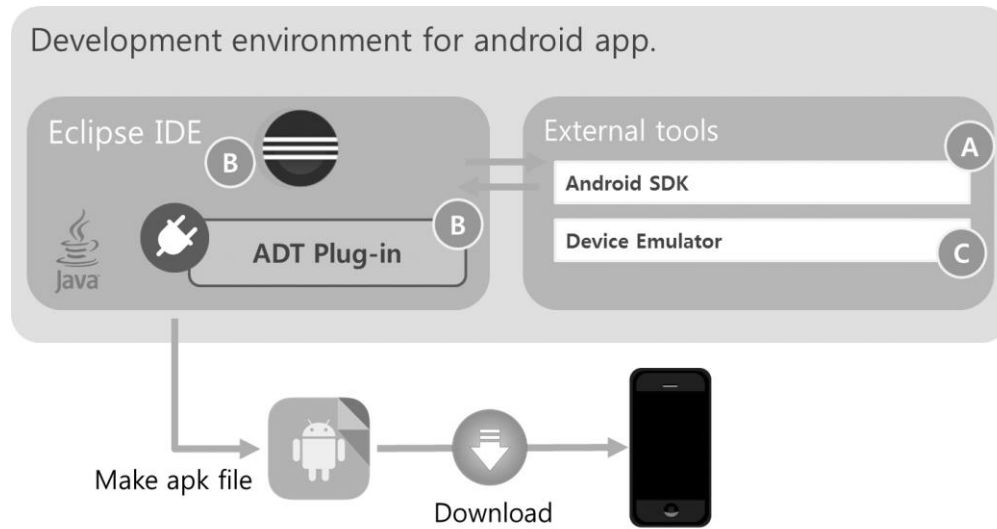 Development environment for android app.
Eclipse IDE
B
Java
ADT Plug-in
B
External tools
A
Android SDK
Device Emulator
C
Make apk file
Download